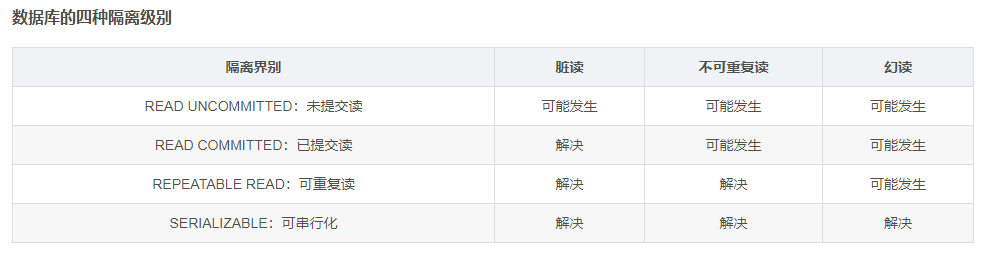 数据库的四种隔离级别
隔离界别 脏读 不可重复读 幻读
READ UNCOMMITTED：未提交读 可能发生 可能发生 可能发生
READ COMMITTED：已提交读 解决 可能发生 可能发生
REPEATABLE READ：可重复读 解决 解决 可能发生
SERIALIZABLE：可串行化 解决 解决 解决